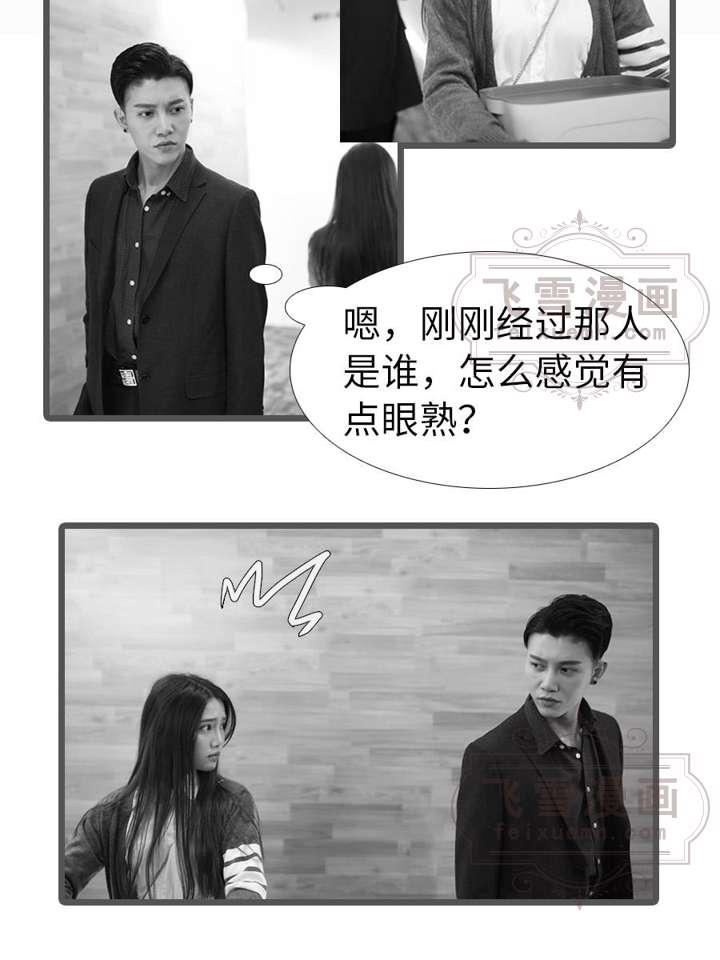 飞雪漫画
嗯，刚刚经过那人
是谁，怎么感觉有
点眼熟？
飞雪漫画
feixuemh.com